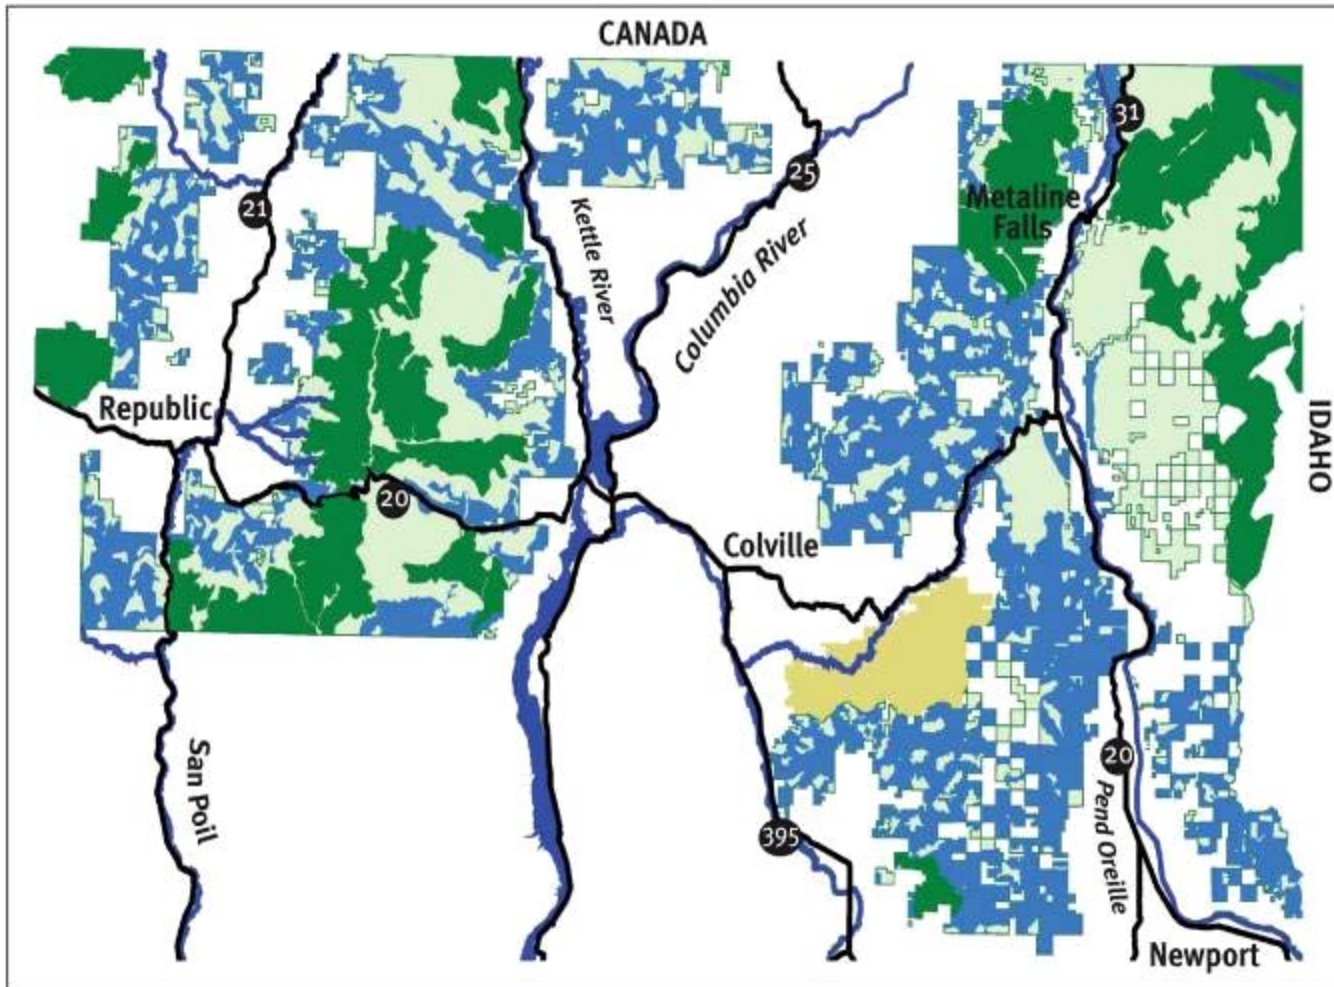 CANADA
31
25
21
Metaline
Falls
Kettle River
Columbia River
Republic
IDAHO
20
Colville
San Poil
20
Pend Oreille
395
Newport